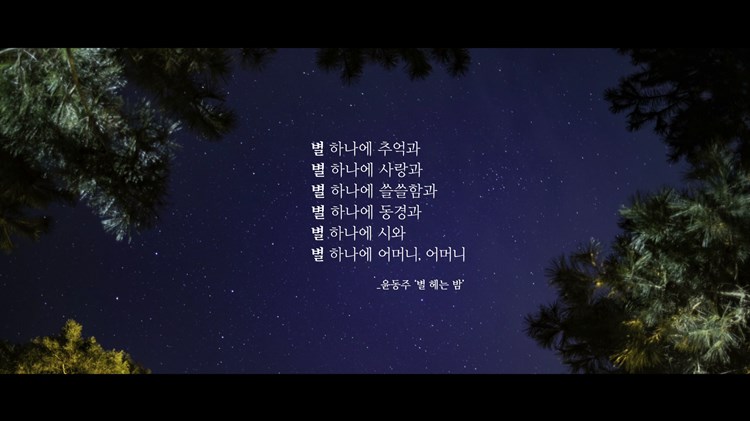 별 하나에 추억과
별 하나에 사랑과
별 하나에 쓸쓸함과
별 하나에 동경과
별 하나에 시와
별 하나에 어머니, 어머니
_윤동주 '별 헤는 밤'